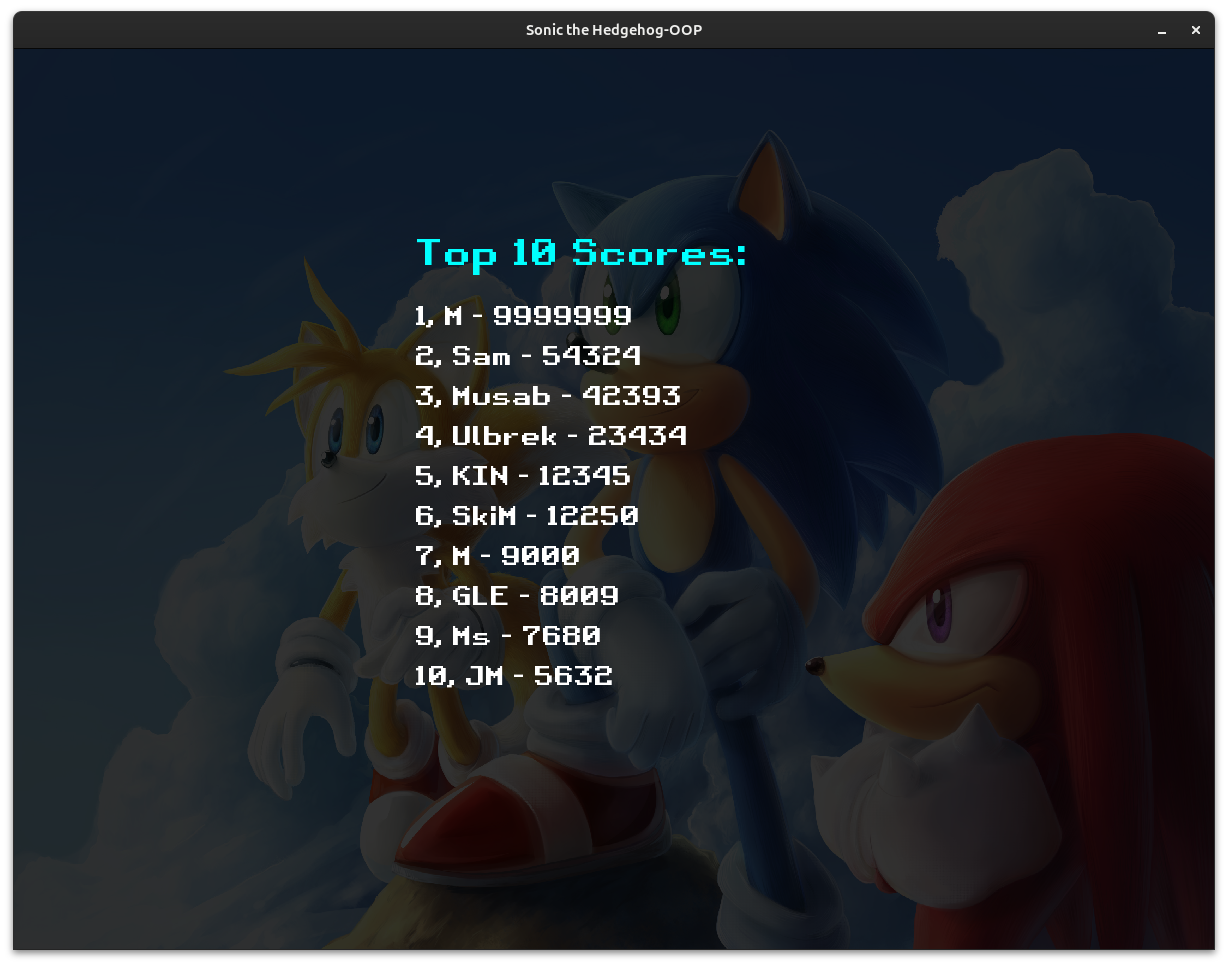 Sonic the Hedgehog-OOP
Top 10 Scores:
1, M - 9999999
2, Sam - 54324
3, Musab - 42393
4, Ulbrek - 23434
5, KIN - 12345
6, SkiM - 12250
7, M - 9000
8, GLE - 8009
9, Ms - 7680
10, JM - 5632